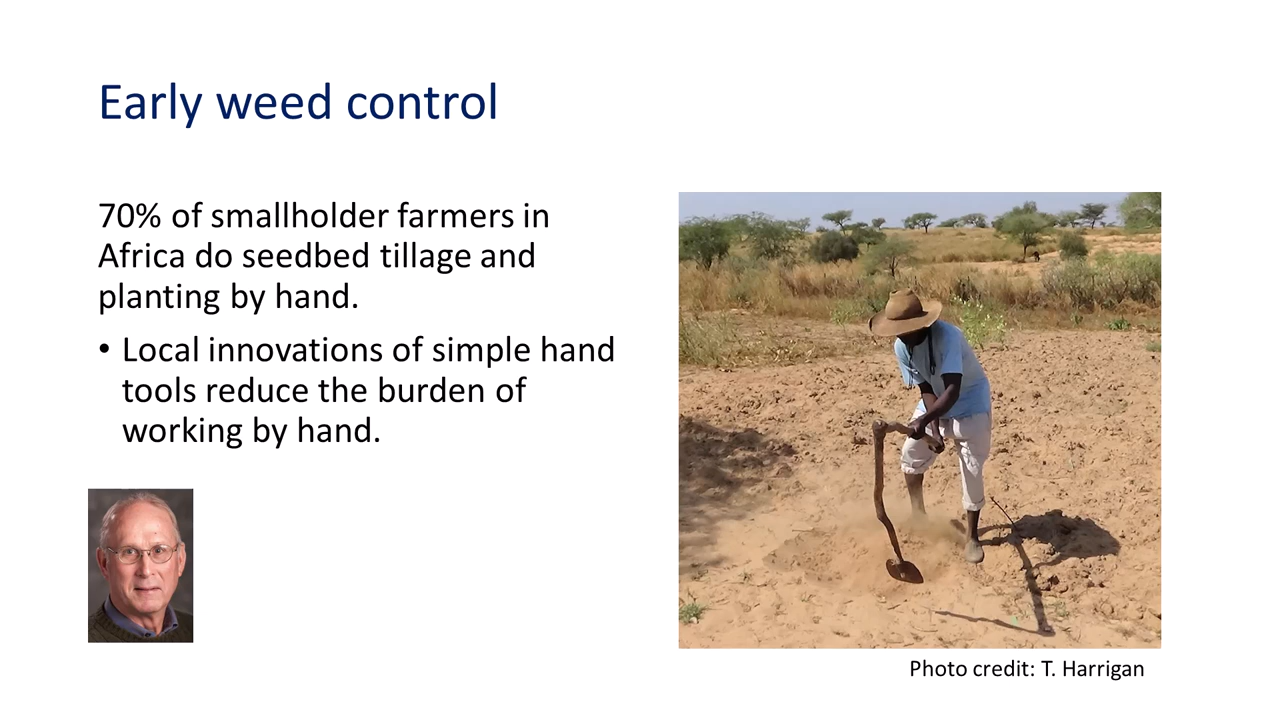 Early weed control
70% of smallholder farmers in
Africa do seedbed tillage and
planting by hand.
• Local innovations of simple hand
tools reduce the burden of
working by hand.
Photo credit: T. Harrigan